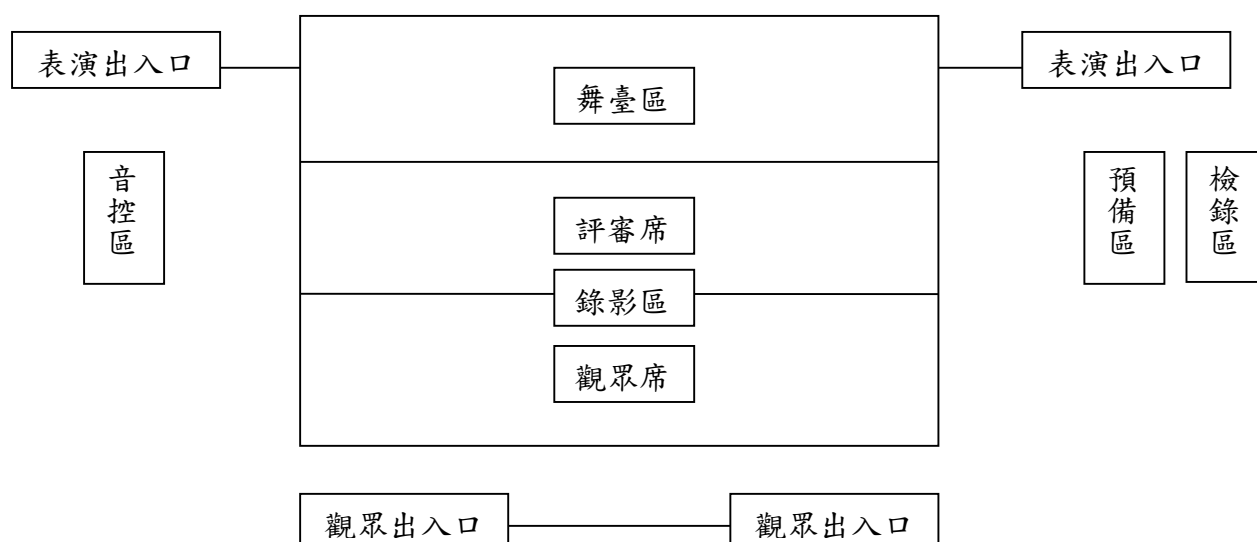 表演出入口
表演出入口
舞臺區
音控區
預備區
檢錄區
評審席
錄影區
觀眾席
觀眾出入口
觀眾出入口